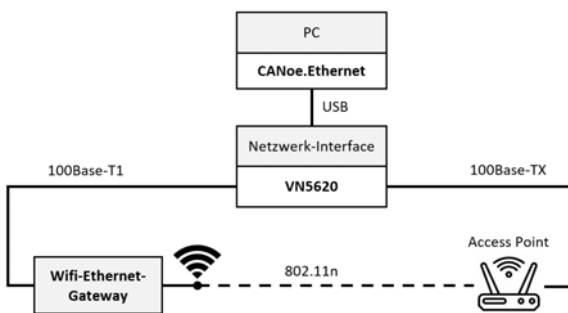 PC
CANoe.Ethernet
USB
Netzwerk-Interface
VN5620
100Base-T1
100Base-TX
Wifi-Ethernet-
Gateway
802.11n
Access Point